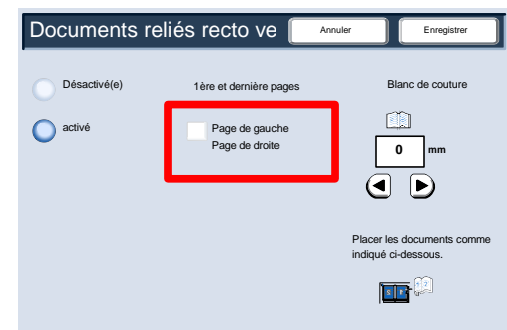 Documents reliés recto ve
Annuler
Enregistrer
Désactivé(e)
activé
1ère et dernière pages
Page de gauche
Page de droite
Blanc de couture
0 mm
Placer les documents comme
indiqué ci-dessous.